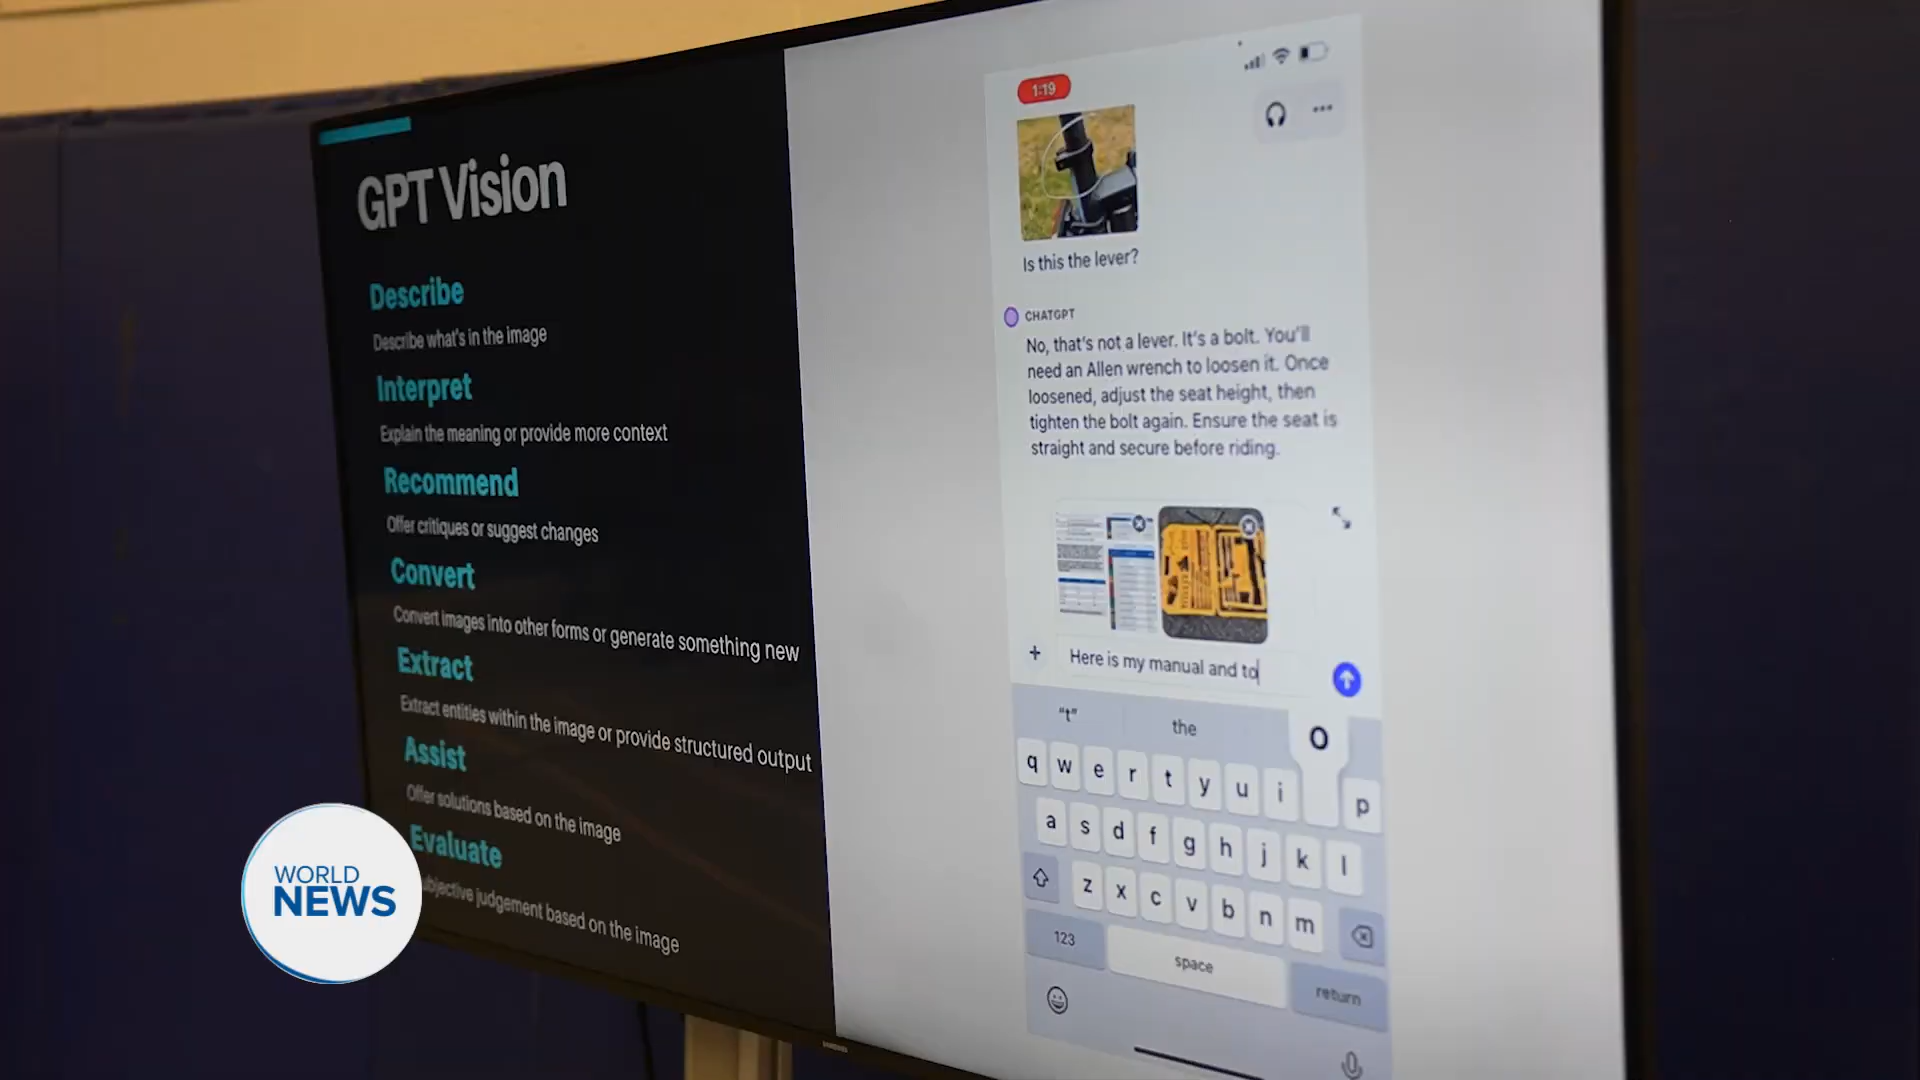 GPT Vision
Describe
Describe what's in the image
Interpret
Explain the meaning or provide more context
Recommend
Offer critiques or suggest changes
Convert
Convert images into other forms or generate something new
Extract
Extract entities within the image or provide structured output
Assist
Offer solutions based on the image
Evaluate
judgement based on the image
WORLD
NEWS
1:19
Is this the lever?
CHATGPT
No, that's not a lever. It's a bolt. You'll
need an Allen wrench to loosen it. Once
loosened, adjust the seat height, then
tighten the bolt again. Ensure the seat is
straight and secure before riding.
Here is my manual and to
"t" the
O
q w e r t y u i p
a s d f g h j k l
z x c v b n m
123 space return
SAMSUNG